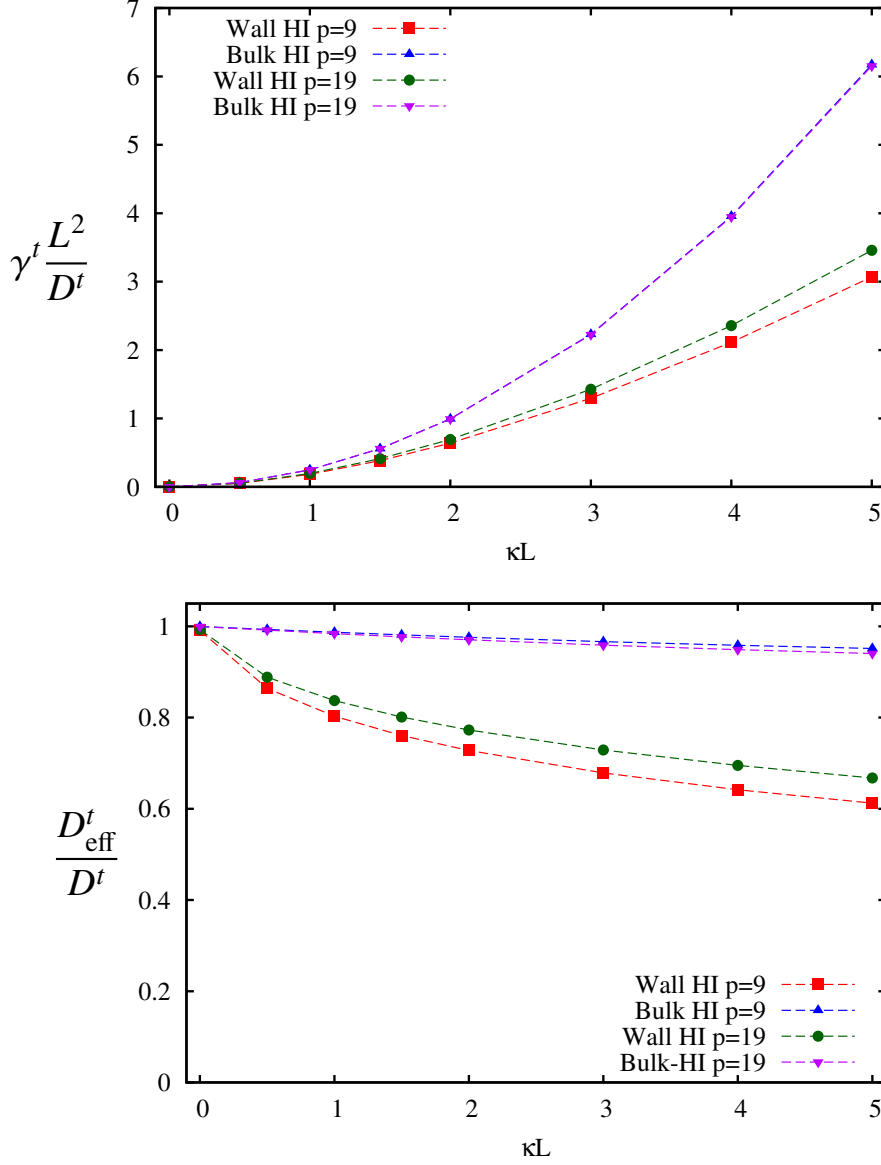 7
6
5
4
3
2
1
0
γ^t L^2/D^t
Wall HI p=9
Bulk HI p=9
Wall HI p=19
Bulk HI p=19
0 1 2 3 4 5
κL
1
0.8
0.6
0.4
0.2
0
D^t_eff/D^t
Wall HI p=9
Bulk HI p=9
Wall HI p=19
Bulk-HI p=19
0 1 2 3 4 5
κL